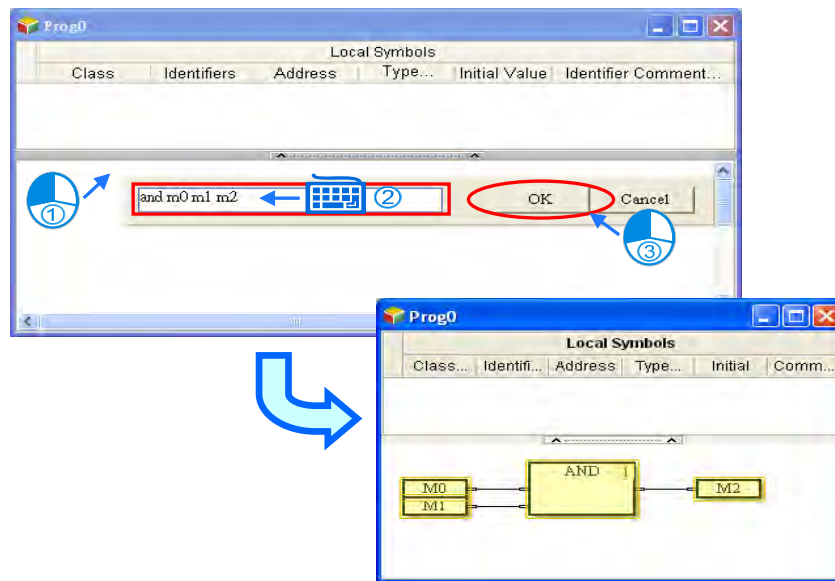 Prog0
Local Symbols
Class Identifiers Address Type... Initial Value Identifier Comment...
①
and m0 m1 m2
②
OK
Cancel
③
Prog0
Local Symbols
Class... Identifi... Address Type... Initial Comm...
AND 1
M0
M1
M2